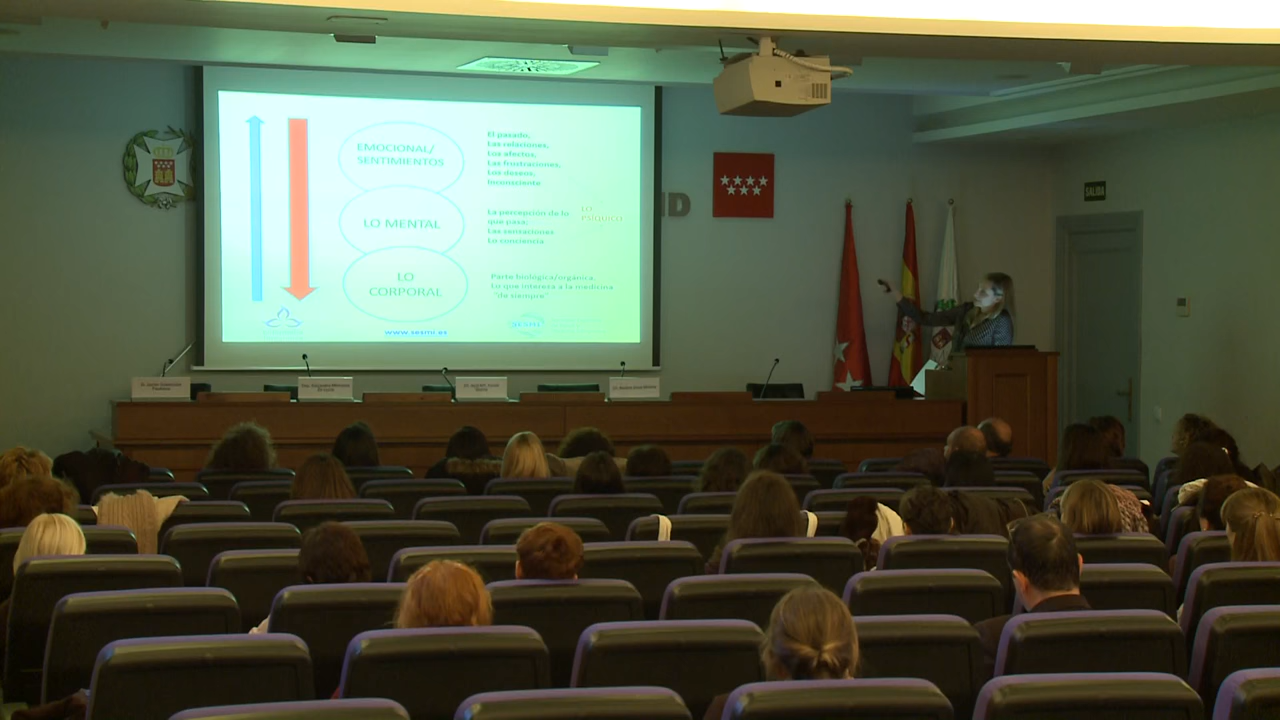 EMOCIONAL/
SENTIMIENTOS
El pasado,
Las relaciones,
Los afectos,
Las frustraciones,
Los deseos,
Inconsciente
LO MENTAL
La percepción de lo
que pasa:
Las sensaciones
Lo conciencia
LO
PSIQUICO
LO
CORPORAL
Parte biológica/orgánica.
Lo que interesa a la medicina
"de siempre"
www.sesmi.es
SALIDA